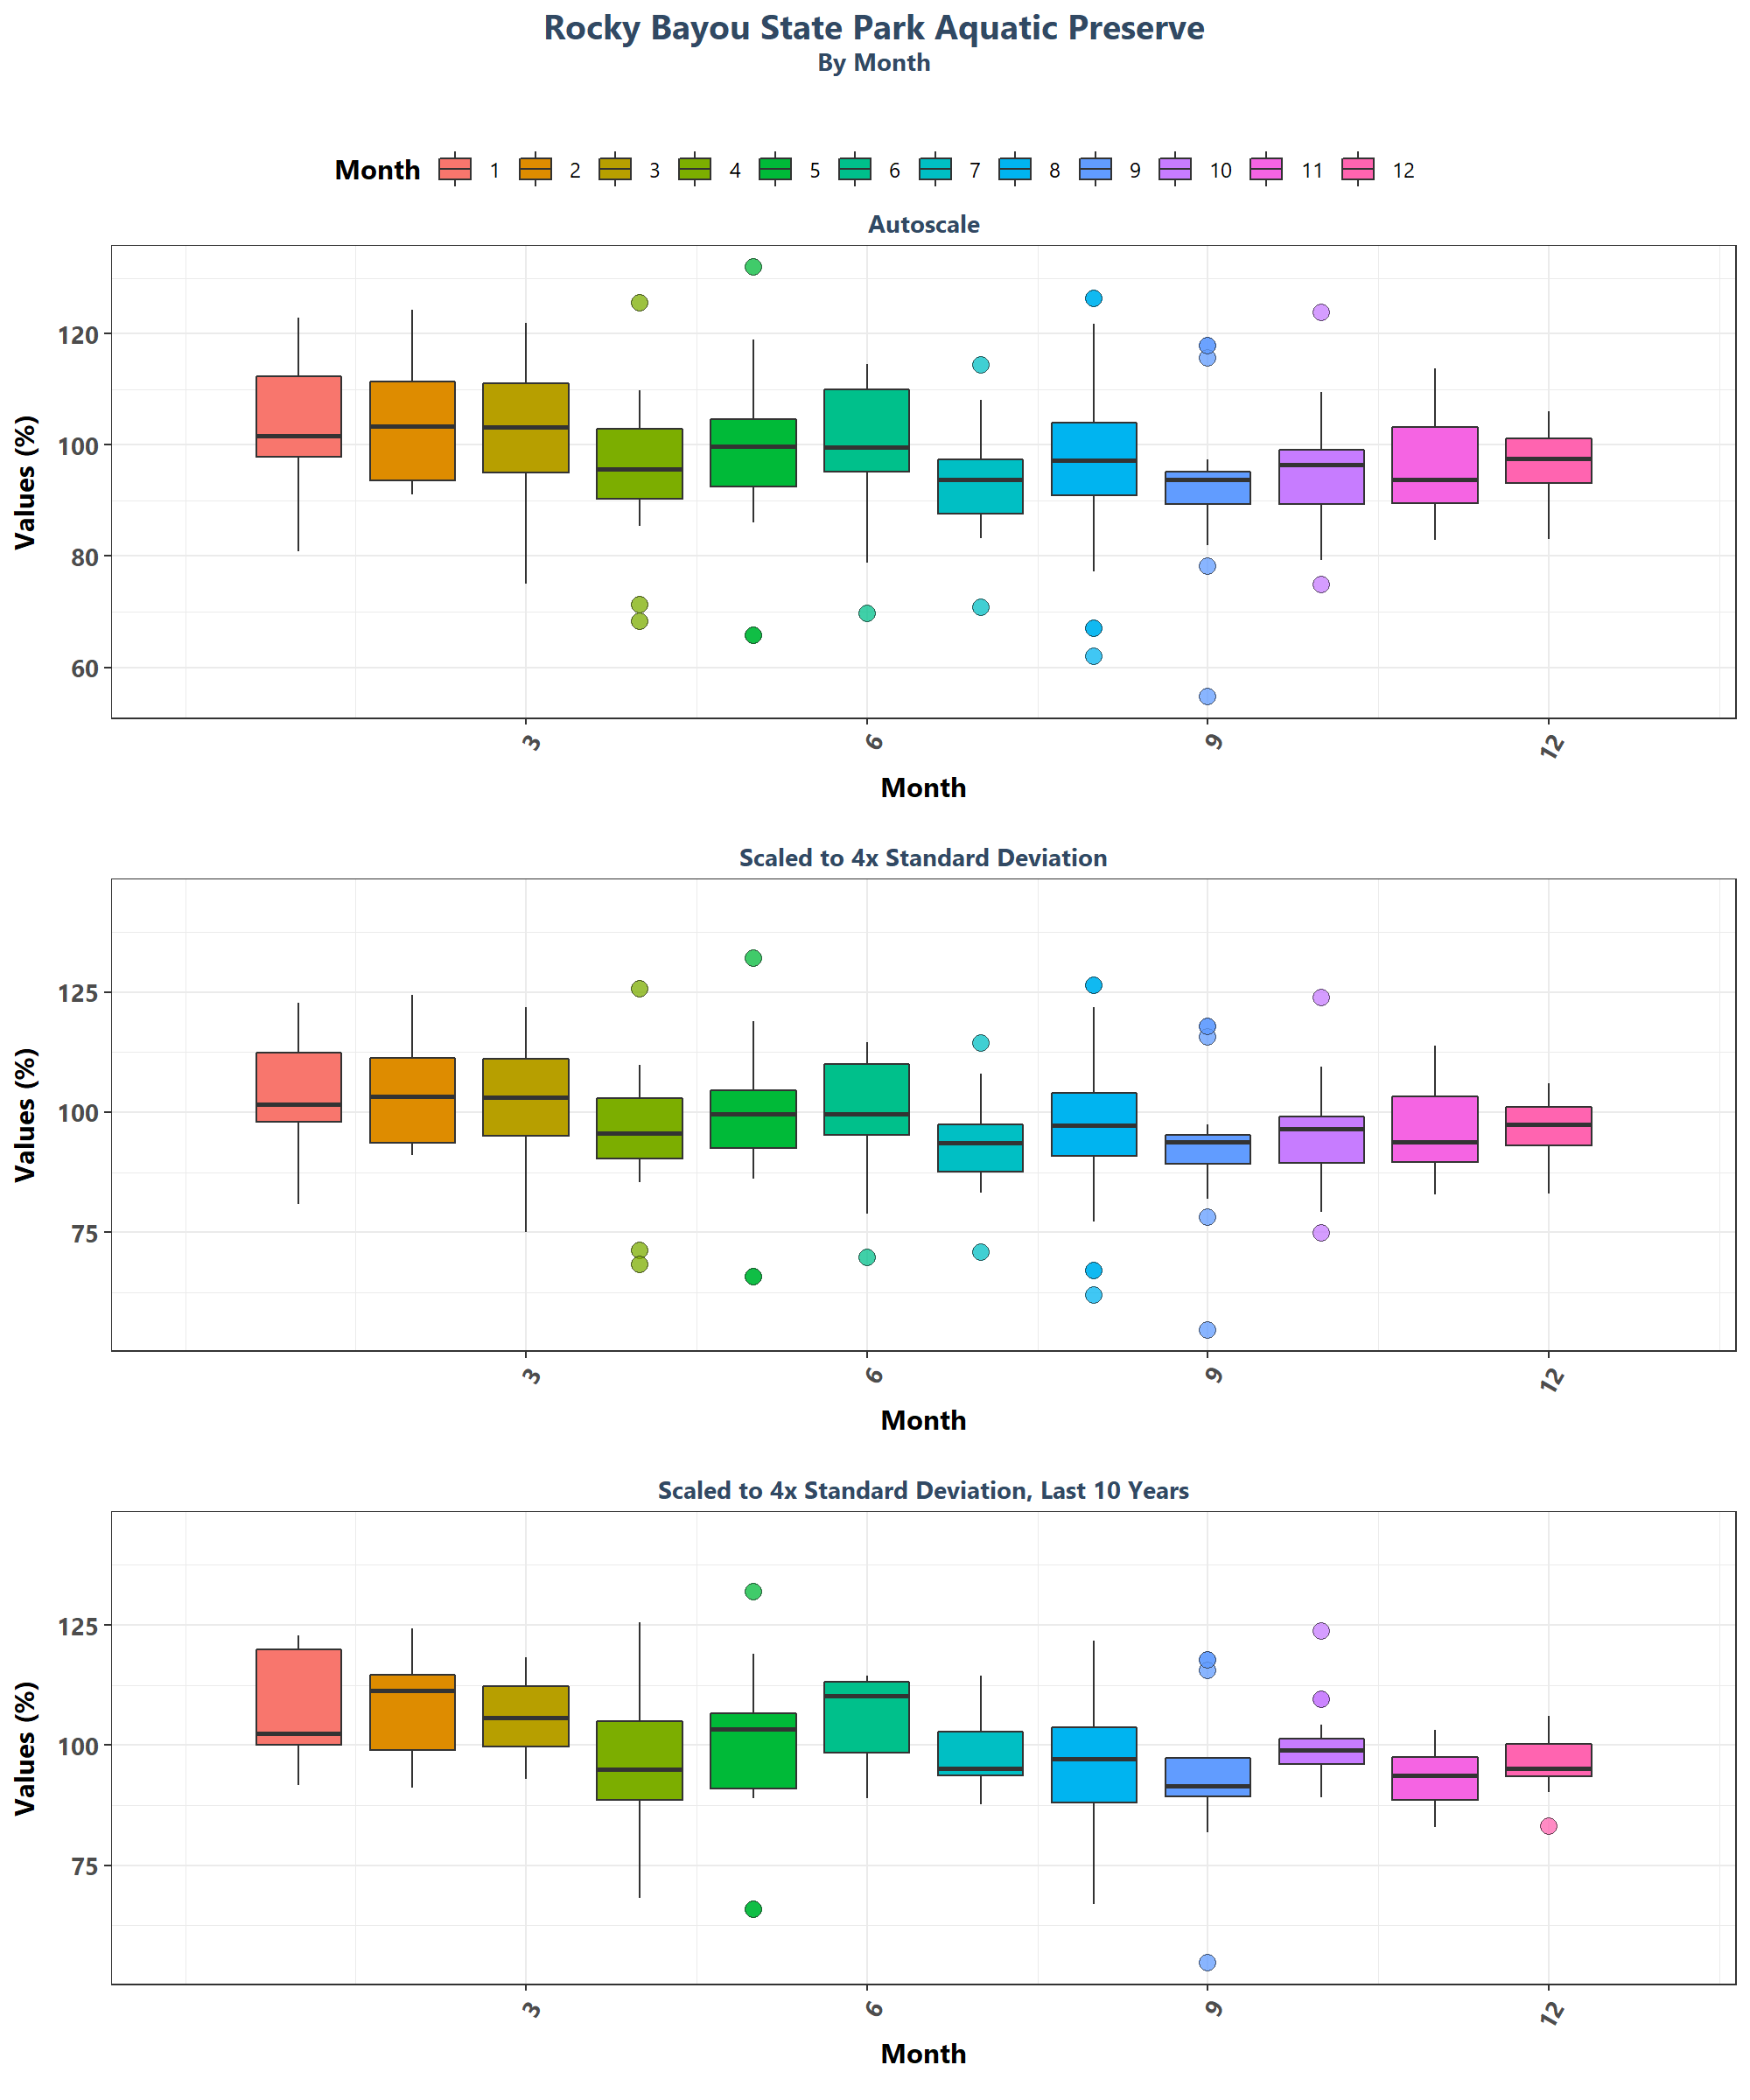 Rocky Bayou State Park Aquatic Preserve
By Month
Month 1 2 3 4 5 6 7 8 9 10 11 12
Autoscale
Values (%)
120
100
80
60
3 6 9 12
Month
Scaled to 4x Standard Deviation
Values (%)
125
100
75
3 6 9 12
Month
Scaled to 4x Standard Deviation, Last 10 Years
Values (%)
125
100
75
3 6 9 12
Month